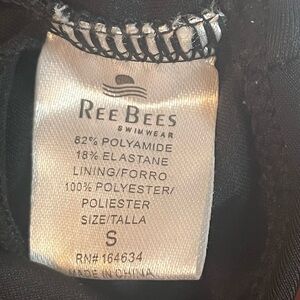 REE BEES
SWIMWEAR
82% POLYAMIDE
18% ELASTANE
LINING/FORRO
100% POLYESTER/
POLIESTER
SIZE/TALLA
S
RN# 164634
MADE IN CHINA